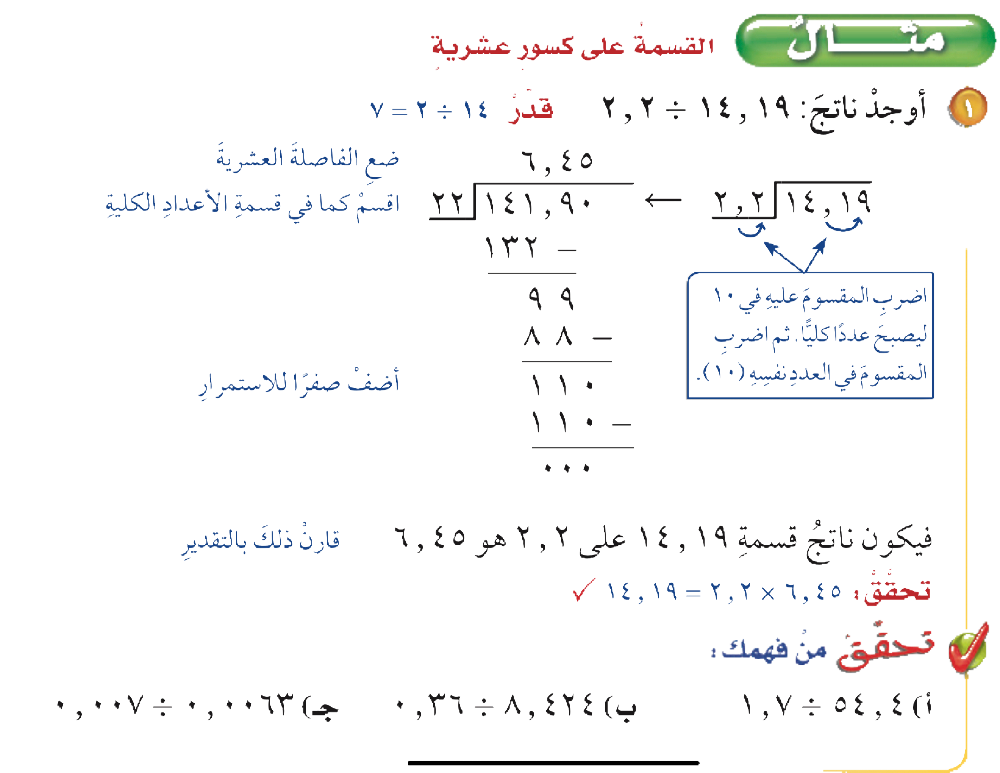 مثالٌ
القسمةُ على كسورٍ عشريةٍ
١ أوجدْ ناتجَ: ١٤,١٩ ÷ ٢,٢ قدّرْ ١٤ ÷ ٢ = ٧
٦,٤٥ ضعِ الفاصلةَ العشريةَ
٢,٢ ١٤,١٩ ← ٢٢ ١٤١,٩٠ اقسمْ كما في قسمةِ الأعدادِ الكليةِ
١٣٢ −
٩٩
٨٨ −
١١٠ أضفْ صفرًا للاستمرارِ
١١٠ −
٠٠٠
اضربِ المقسومَ عليهِ في ١٠
ليصبحَ عددًا كليًّا. ثم اضربِ
المقسومَ في العددِ نفسِهِ (١٠).
فيكون ناتجُ قسمةِ ١٤,١٩ على ٢,٢ هو ٦,٤٥ قارنْ ذلكَ بالتقديرِ
تحقَّقْ: ٦,٤٥ × ٢,٢ = ١٤,١٩ ✓
تحقَّقْ منْ فهمك:
أ) ٥٤,٤ ÷ ١,٧ ب) ٨,٤٢٤ ÷ ٠,٣٦ جـ) ٠,٠٠٦٣ ÷ ٠,٠٠٧